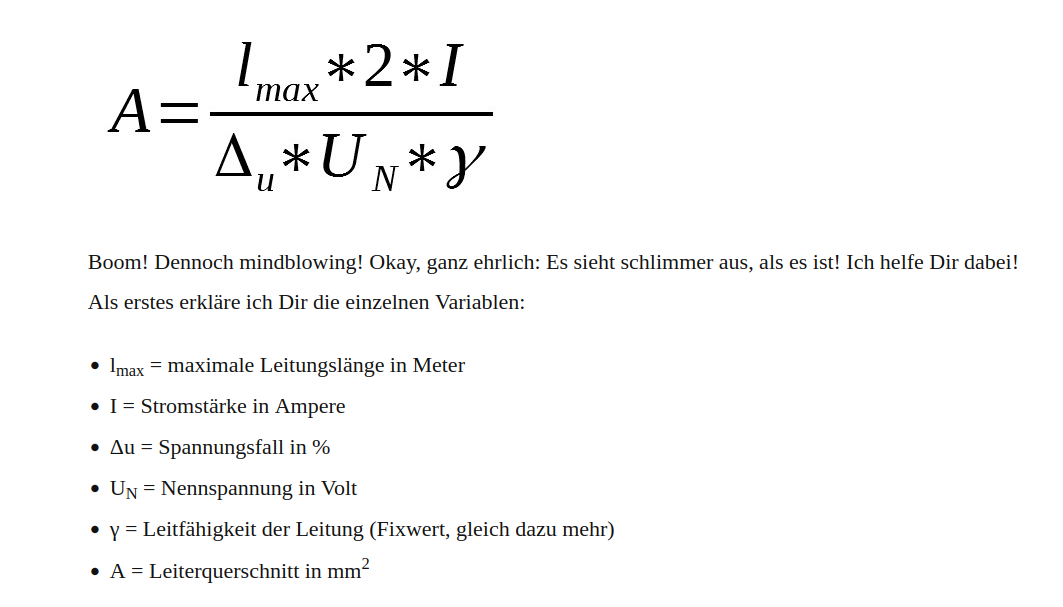 A = (l_max * 2 * I) / (Δ_u * U_N * γ)
Boom! Dennoch mindblowing! Okay, ganz ehrlich: Es sieht schlimmer aus, als es ist! Ich helfe Dir dabei!
Als erstes erkläre ich Dir die einzelnen Variablen:
• l_max = maximale Leitungslänge in Meter
• I = Stromstärke in Ampere
• Δu = Spannungsfall in %
• U_N = Nennspannung in Volt
• γ = Leitfähigkeit der Leitung (Fixwert, gleich dazu mehr)
• A = Leiterquerschnitt in mm²